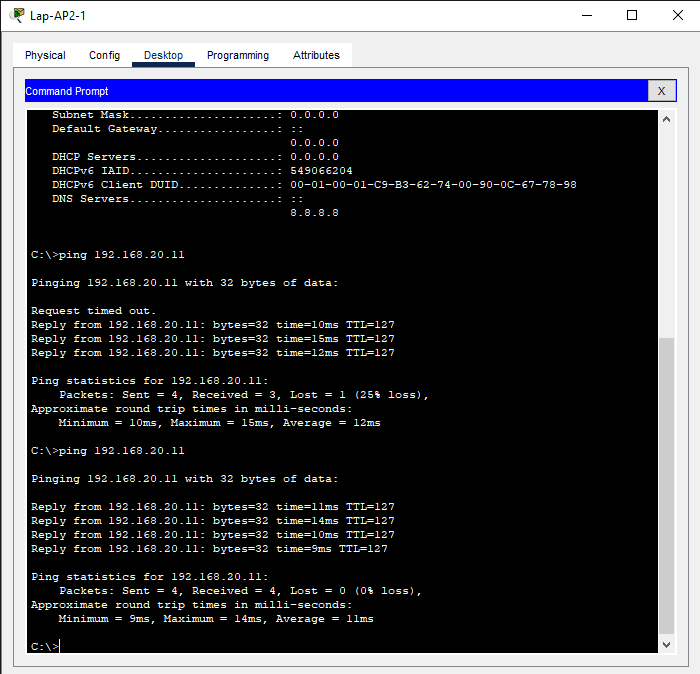 Lap-AP2-1
Physical Config Desktop Programming Attributes
Command Prompt X
Subnet Mask.....................: 0.0.0.0
Default Gateway.................: ::
0.0.0.0
DHCP Servers....................: 0.0.0.0
DHCPv6 IAID.....................: 549066204
DHCPv6 Client DUID..............: 00-01-00-01-C9-B3-62-74-00-90-0C-67-78-98
DNS Servers.....................: ::
8.8.8.8
C:\>ping 192.168.20.11
Pinging 192.168.20.11 with 32 bytes of data:
Request timed out.
Reply from 192.168.20.11: bytes=32 time=10ms TTL=127
Reply from 192.168.20.11: bytes=32 time=15ms TTL=127
Reply from 192.168.20.11: bytes=32 time=12ms TTL=127
Ping statistics for 192.168.20.11:
Packets: Sent = 4, Received = 3, Lost = 1 (25% loss),
Approximate round trip times in milli-seconds:
Minimum = 10ms, Maximum = 15ms, Average = 12ms
C:\>ping 192.168.20.11
Pinging 192.168.20.11 with 32 bytes of data:
Reply from 192.168.20.11: bytes=32 time=11ms TTL=127
Reply from 192.168.20.11: bytes=32 time=14ms TTL=127
Reply from 192.168.20.11: bytes=32 time=10ms TTL=127
Reply from 192.168.20.11: bytes=32 time=9ms TTL=127
Ping statistics for 192.168.20.11:
Packets: Sent = 4, Received = 4, Lost = 0 (0% loss),
Approximate round trip times in milli-seconds:
Minimum = 9ms, Maximum = 14ms, Average = 11ms
C:\>